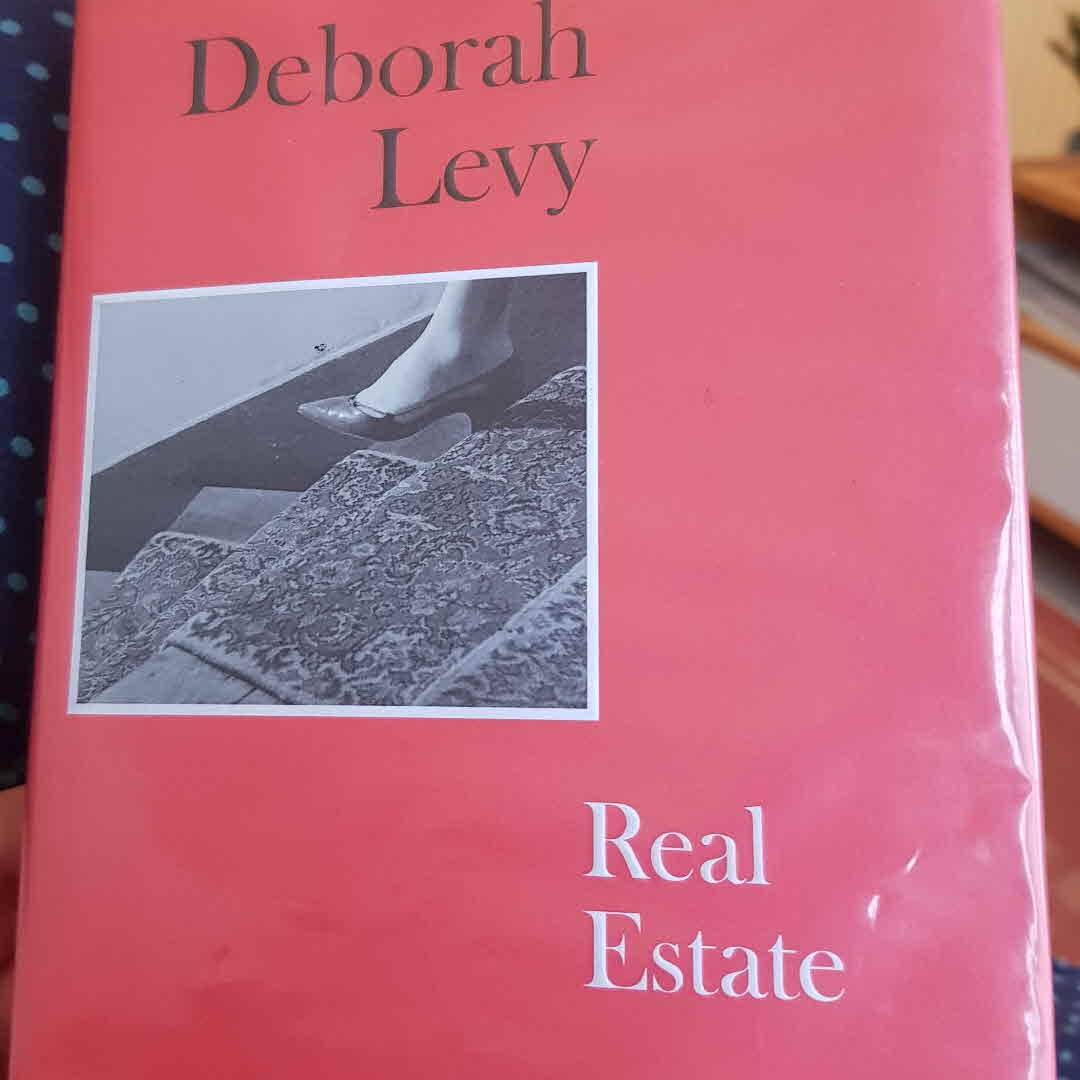 Deborah
Levy
Real
Estate